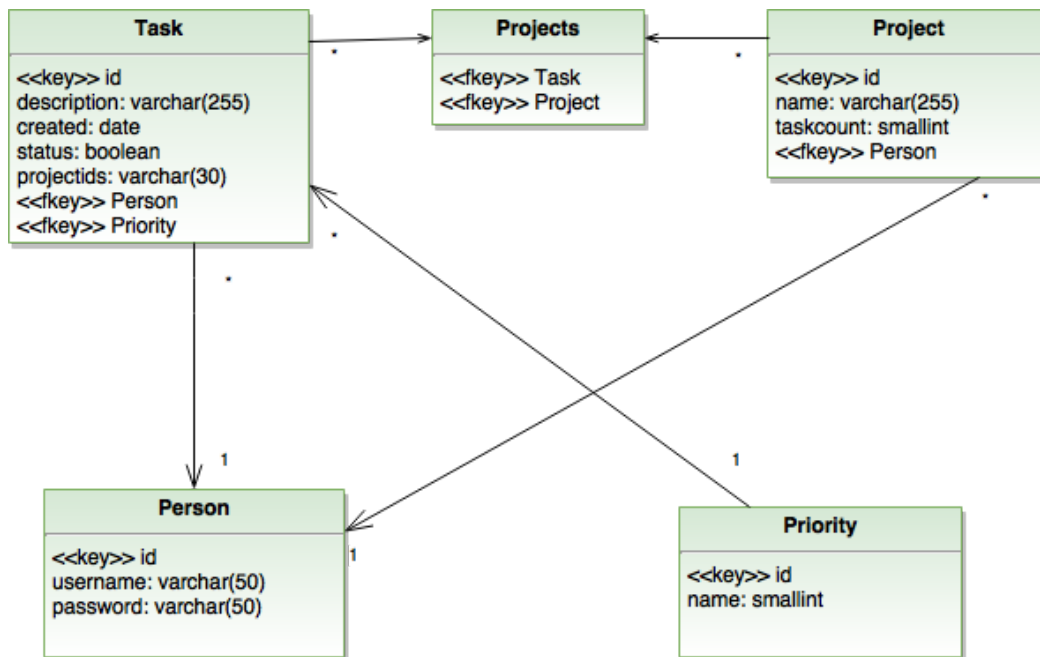 Task
<<key>> id
description: varchar(255)
created: date
status: boolean
projectids: varchar(30)
<<fkey>> Person
<<fkey>> Priority
*
Projects
<<fkey>> Task
<<fkey>> Project
*
Project
<<key>> id
name: varchar(255)
taskcount: smallint
<<fkey>> Person
*
*
*
1
1
1
Person
<<key>> id
username: varchar(50)
password: varchar(50)
Priority
<<key>> id
name: smallint